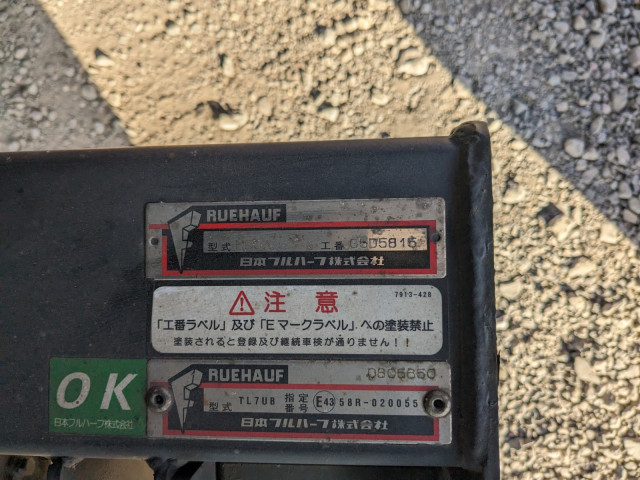 RUEHAUF
型式 工番 C5D5816
日本フルハーフ株式会社
⚠注意 7913-428
「工番ラベル」及び「Eマークラベル」への塗装禁止
塗装されると登録及び継続車検が通りません！！
OK
日本フルハーフ株式会社
RUEHAUF DBC5850
型式 TL7U8 指定番号 E43 58R-020055
日本フルハーフ株式会社